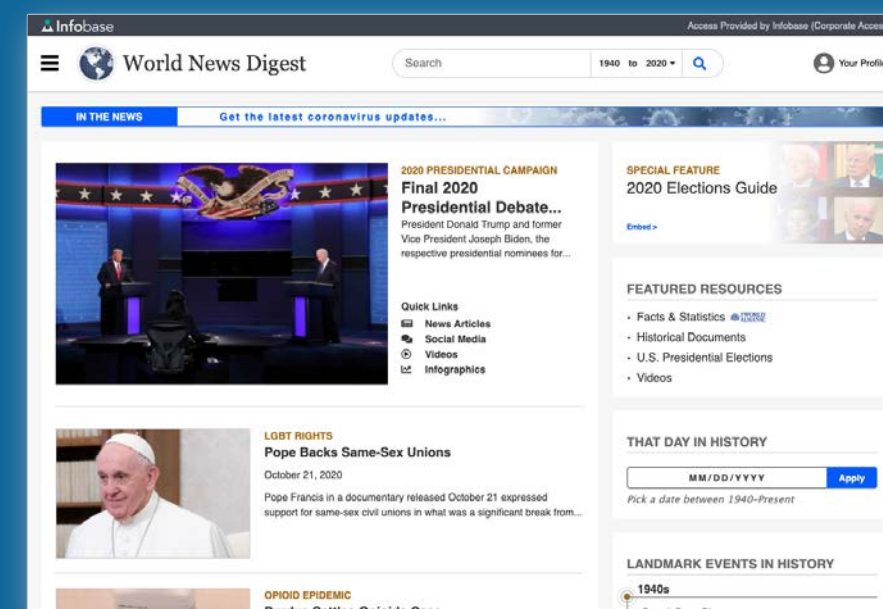 Infobase
Access Provided by Infobase (Corporate Acces
World News Digest
Search
1940 to 2020
Your Profile
IN THE NEWS
Get the latest coronavirus updates...
2020 PRESIDENTIAL CAMPAIGN
Final 2020
Presidential Debate...
President Donald Trump and former
Vice President Joseph Biden, the
respective presidential nominees for...
Quick Links
News Articles
Social Media
Videos
Infographics
LGBT RIGHTS
Pope Backs Same-Sex Unions
October 21, 2020
Pope Francis in a documentary released October 21 expressed
support for same-sex civil unions in what was a significant break from...
OPIOID EPIDEMIC
SPECIAL FEATURE
2020 Elections Guide
Embed >
FEATURED RESOURCES
• Facts & Statistics
• Historical Documents
• U.S. Presidential Elections
• Videos
THAT DAY IN HISTORY
MM/DD/YYYY
Apply
Pick a date between 1940–Present
LANDMARK EVENTS IN HISTORY
1940s